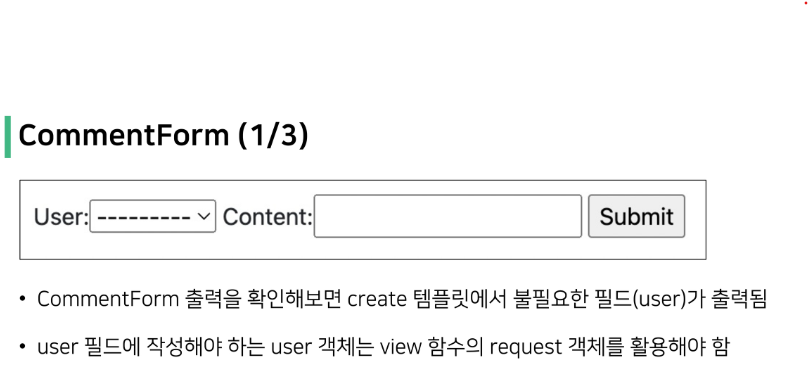 CommentForm (1/3)
User: --------- Content: Submit
• CommentForm 출력을 확인해보면 create 템플릿에서 불필요한 필드(user)가 출력됨
• user 필드에 작성해야 하는 user 객체는 view 함수의 request 객체를 활용해야 함